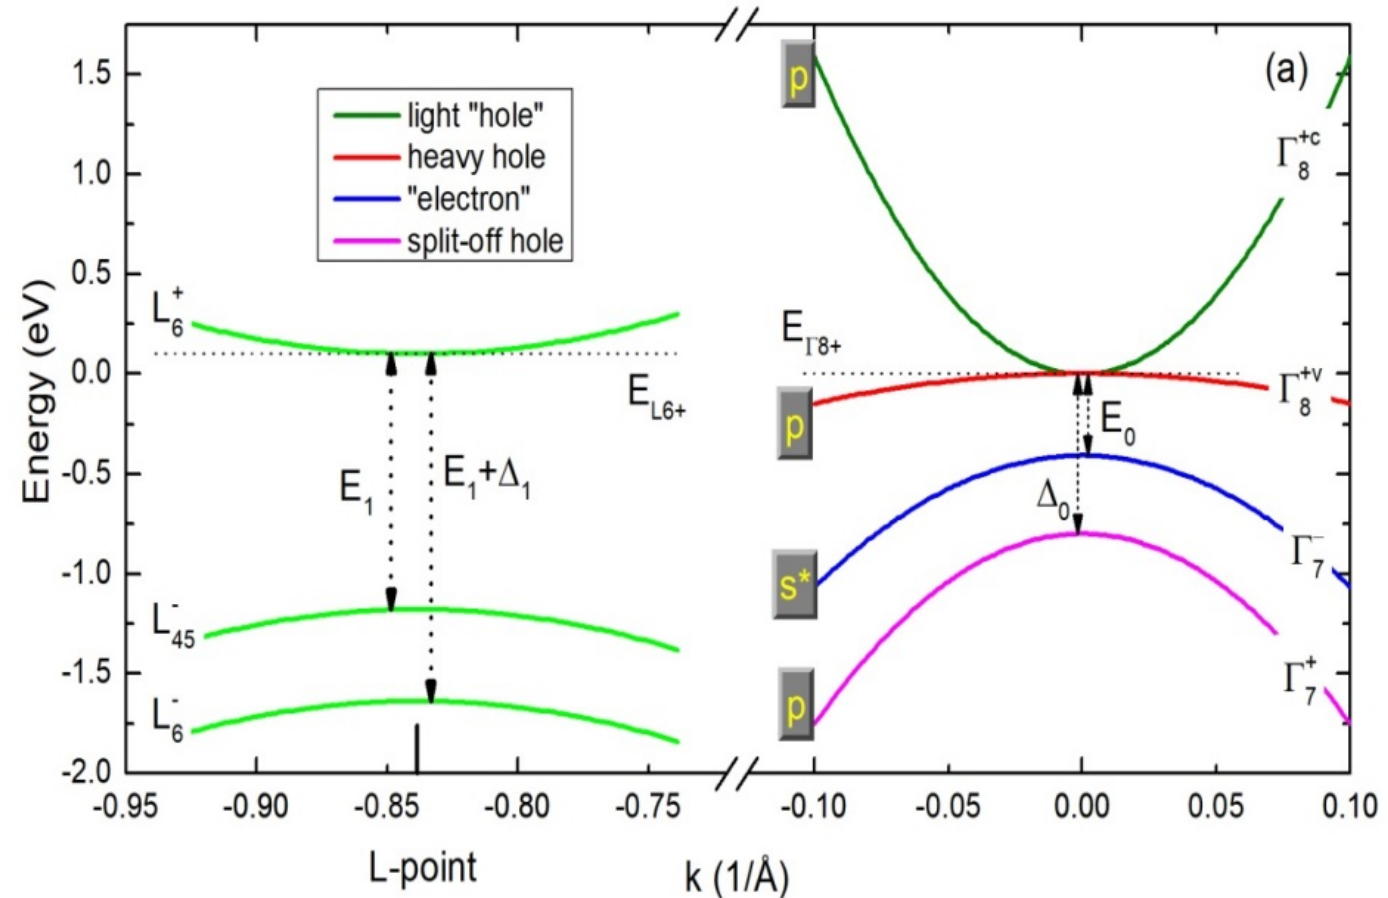 (a)
light "hole"
heavy hole
"electron"
split-off hole
Energy (eV)
1.5
1.0
0.5
0.0
-0.5
-1.0
-1.5
-2.0
L₆⁺
E_L6+
E₁
E₁+Δ₁
L₄₅⁻
L₆⁻
p
Γ₈⁺ᶜ
E_Γ8+
Γ₈⁺ᵛ
p
E₀
Δ₀
s*
Γ₇⁻
p
Γ₇⁺
-0.95 -0.90 -0.85 -0.80 -0.75 -0.10 -0.05 0.00 0.05 0.10
L-point
k (1/Å)